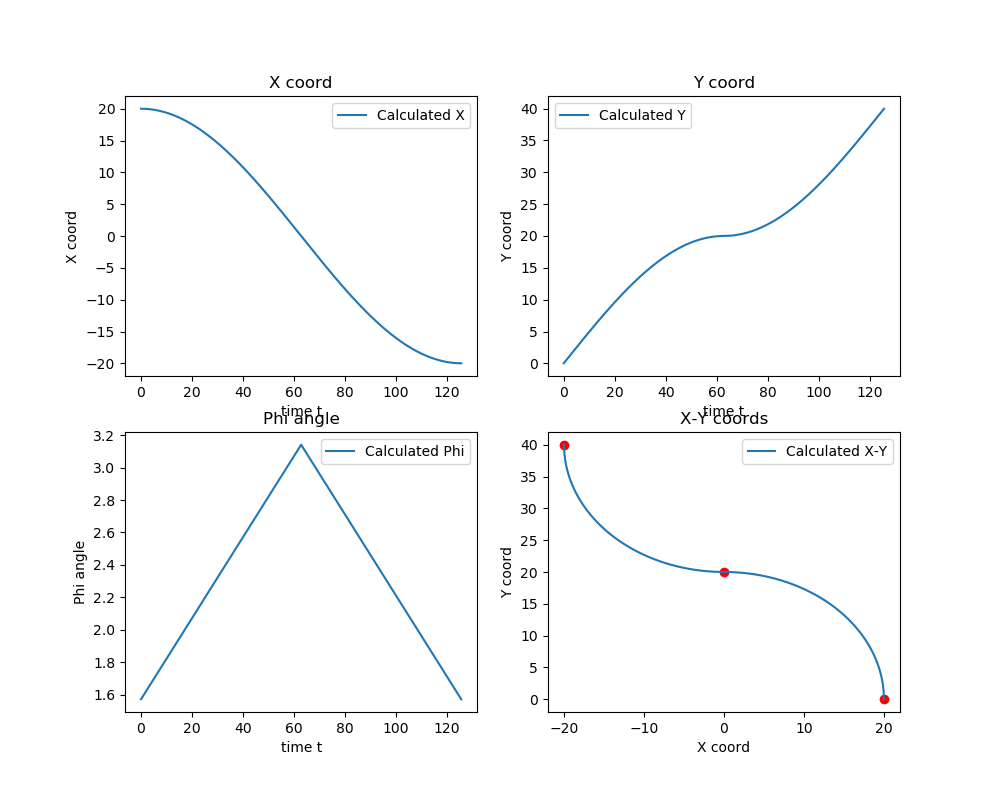 X coord
Calculated X
X coord
20
15
10
5
0
−5
−10
−15
−20
0 20 40 60 80 100 120
time t
Y coord
Calculated Y
Y coord
40
35
30
25
20
15
10
5
0
0 20 40 60 80 100 120
time t
Phi angle
Calculated Phi
Phi angle
3.2
3.0
2.8
2.6
2.4
2.2
2.0
1.8
1.6
0 20 40 60 80 100 120
time t
X-Y coords
Calculated X-Y
Y coord
40
35
30
25
20
15
10
5
0
−20 −10 0 10 20
X coord